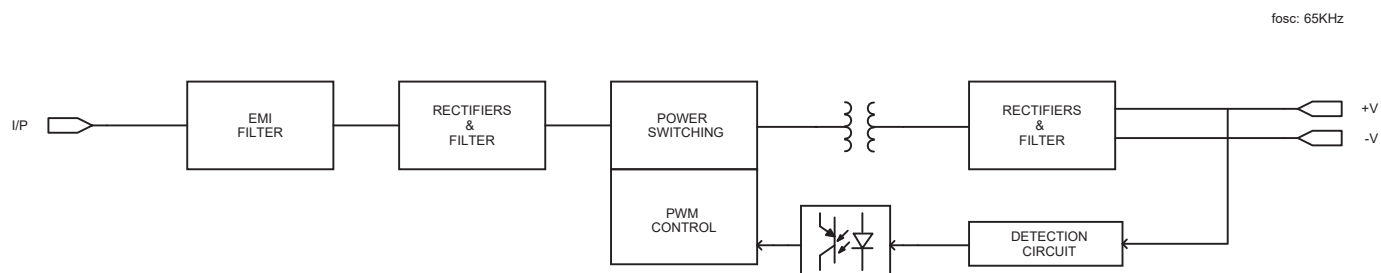 fosc: 65KHz
I/P
EMI
FILTER
RECTIFIERS
&
FILTER
POWER
SWITCHING
RECTIFIERS
&
FILTER
+V
-V
PWM
CONTROL
DETECTION
CIRCUIT